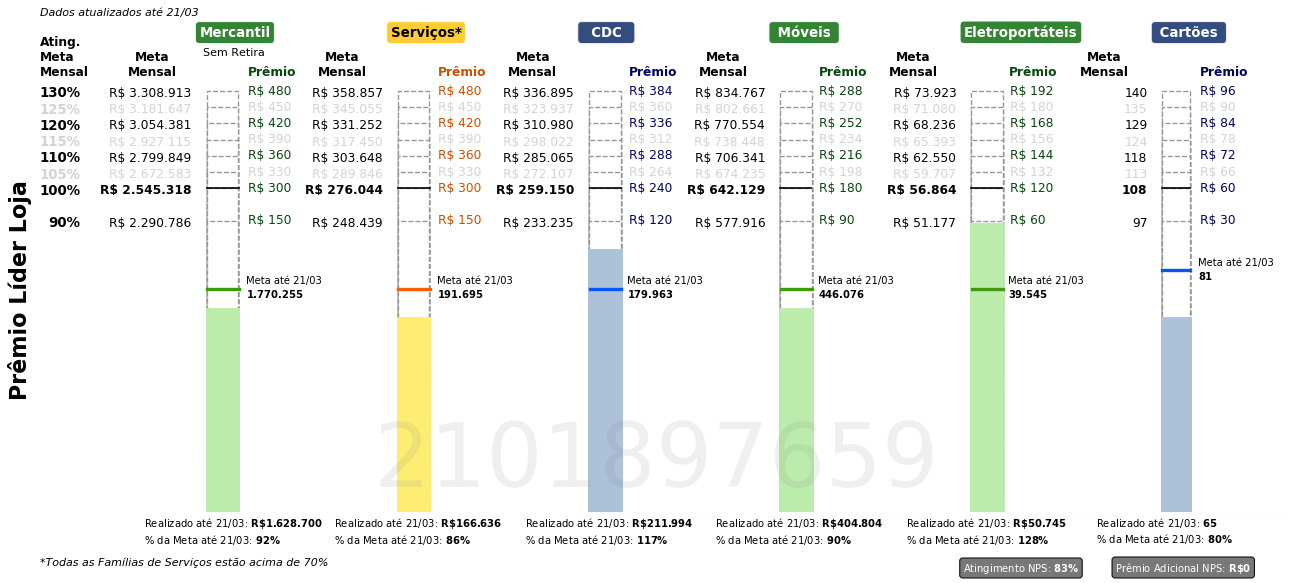 Dados atualizados até 21/03
Mercantil Serviços* CDC Móveis Eletroportáteis Cartões
Sem Retira
Ating. Meta Mensal Meta Mensal Prêmio Meta Mensal Prêmio Meta Mensal Prêmio Meta Mensal Prêmio Meta Mensal Prêmio Meta Mensal Prêmio
130% R$ 3.308.913 R$ 480 R$ 358.857 R$ 480 R$ 336.895 R$ 384 R$ 834.767 R$ 288 R$ 73.923 R$ 192 140 R$ 96
125% R$ 3.181.647 R$ 450 R$ 345.055 R$ 450 R$ 323.937 R$ 360 R$ 802.661 R$ 270 R$ 71.080 R$ 180 135 R$ 90
120% R$ 3.054.381 R$ 420 R$ 331.252 R$ 420 R$ 310.980 R$ 336 R$ 770.554 R$ 252 R$ 68.236 R$ 168 129 R$ 84
115% R$ 2.927.115 R$ 390 R$ 317.450 R$ 390 R$ 298.022 R$ 312 R$ 738.448 R$ 234 R$ 65.393 R$ 156 124 R$ 78
110% R$ 2.799.849 R$ 360 R$ 303.648 R$ 360 R$ 285.065 R$ 288 R$ 706.341 R$ 216 R$ 62.550 R$ 144 118 R$ 72
105% R$ 2.672.583 R$ 330 R$ 289.846 R$ 330 R$ 272.107 R$ 264 R$ 674.235 R$ 198 R$ 59.707 R$ 132 113 R$ 66
100% R$ 2.545.318 R$ 300 R$ 276.044 R$ 300 R$ 259.150 R$ 240 R$ 642.129 R$ 180 R$ 56.864 R$ 120 108 R$ 60
90% R$ 2.290.786 R$ 150 R$ 248.439 R$ 150 R$ 233.235 R$ 120 R$ 577.916 R$ 90 R$ 51.177 R$ 60 97 R$ 30
Prêmio Líder Loja
Meta até 21/03 Meta até 21/03 Meta até 21/03 Meta até 21/03 Meta até 21/03 Meta até 21/03
1.770.255 191.695 179.963 446.076 39.545 81
2101897659
Realizado até 21/03: R$1.628.700 Realizado até 21/03: R$166.636 Realizado até 21/03: R$211.994 Realizado até 21/03: R$404.804 Realizado até 21/03: R$50.745 Realizado até 21/03: 65
% da Meta até 21/03: 92% % da Meta até 21/03: 86% % da Meta até 21/03: 117% % da Meta até 21/03: 90% % da Meta até 21/03: 128% % da Meta até 21/03: 80%
*Todas as Famílias de Serviços estão acima de 70% Atingimento NPS: 83% Prêmio Adicional NPS: R$0